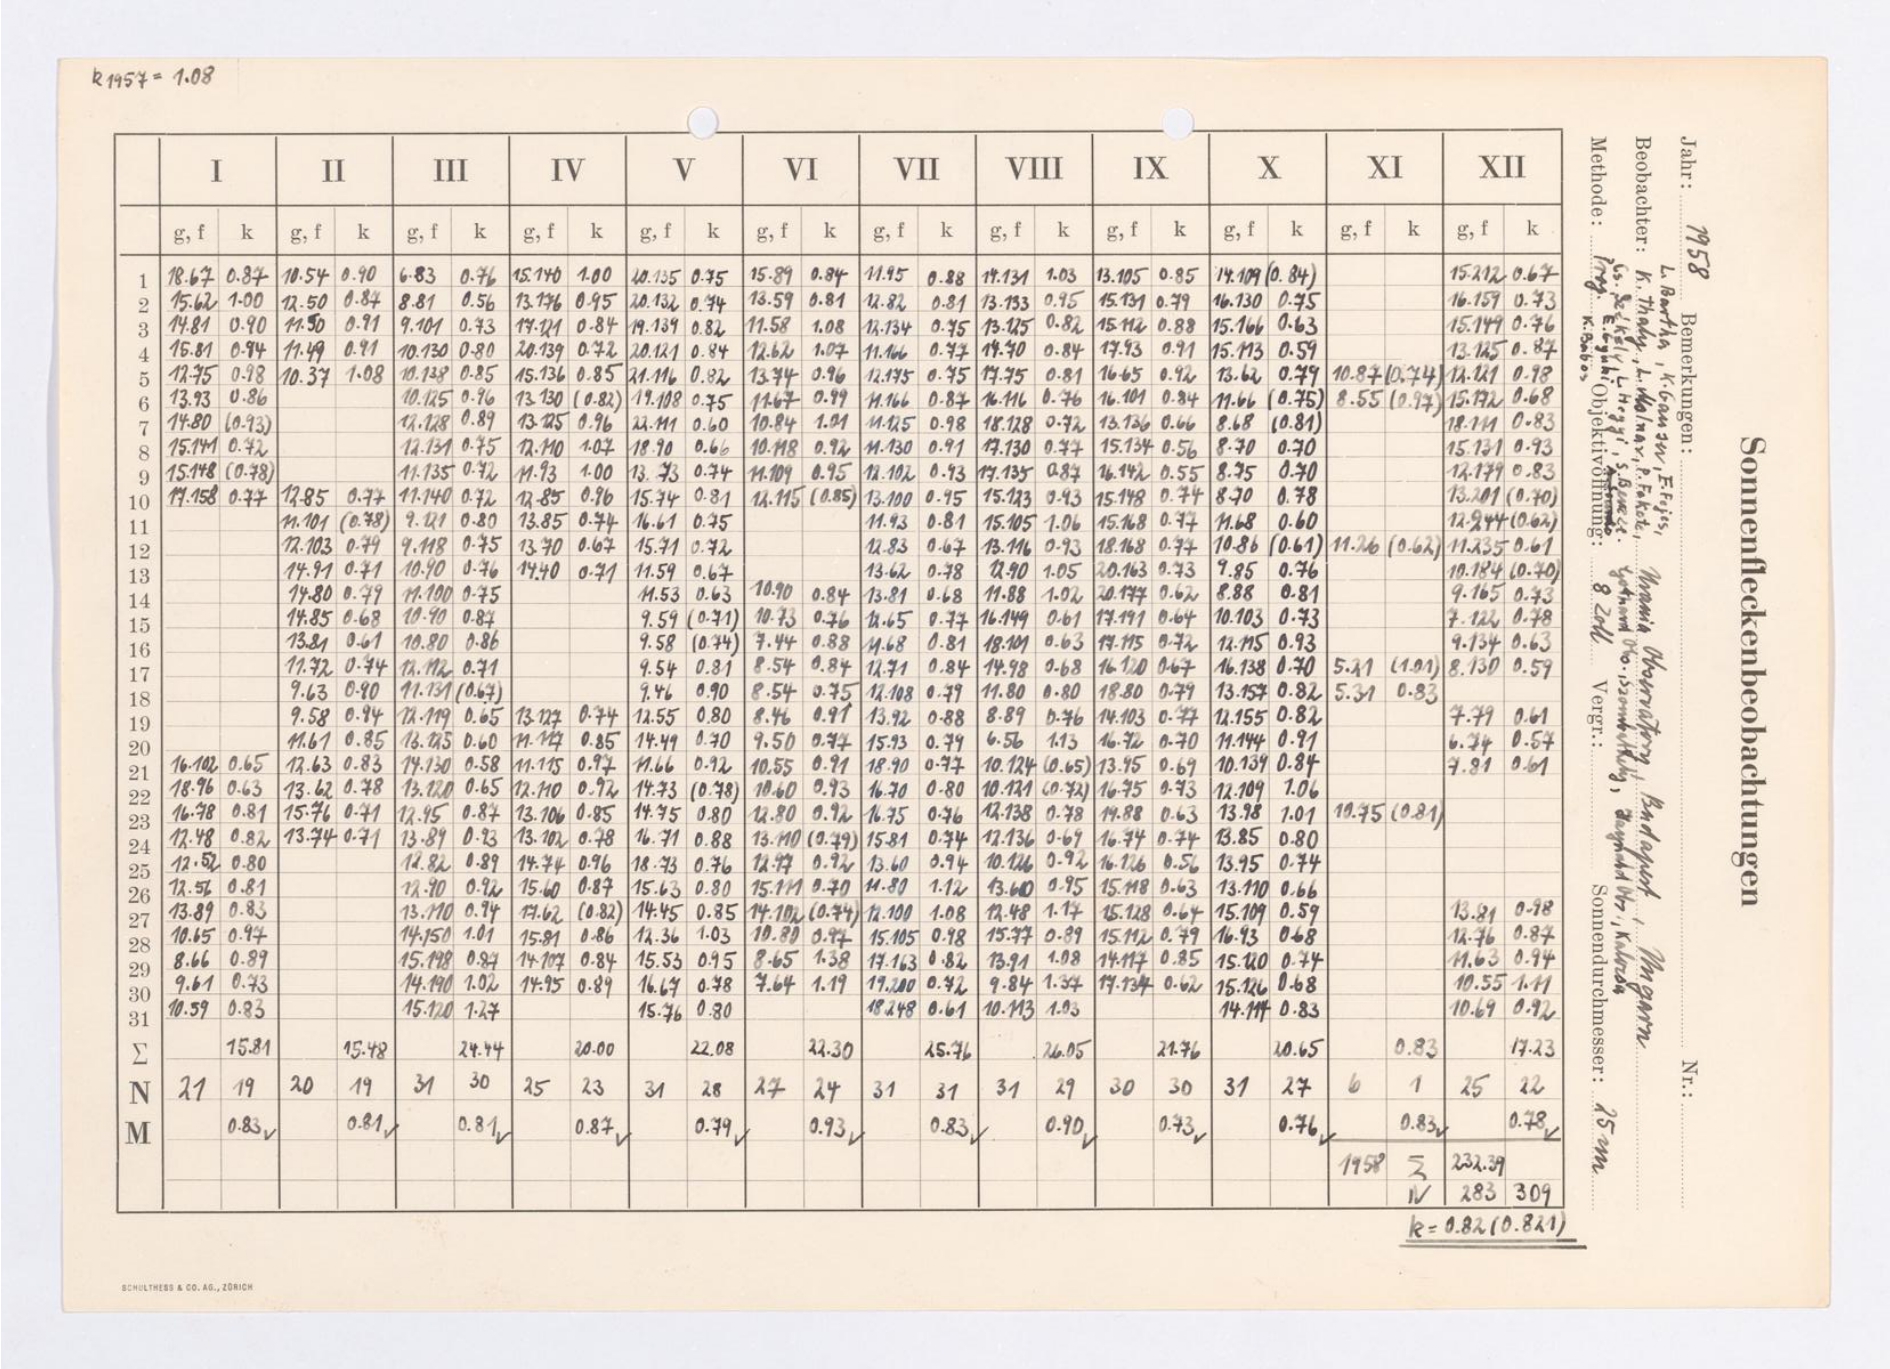 k 1957 = 1.08
I II III IV V VI VII VIII IX X XI XII
g, f k g, f k g, f k g, f k g, f k g, f k g, f k g, f k g, f k g, f k g, f k g, f k
1 18.67 0.87 10.54 0.90 6.83 0.76 15.140 1.00 20.135 0.75 15.89 0.84 11.95 0.88 14.131 1.03 13.105 0.85 14.109 (0.84) 15.212 0.67
2 15.62 1.00 12.50 0.87 8.81 0.56 13.176 0.95 20.132 0.74 13.59 0.81 12.82 0.81 13.133 0.95 15.131 0.79 16.130 0.75 16.159 0.73
3 14.81 0.90 11.50 0.91 9.101 0.73 17.121 0.84 19.139 0.82 11.58 1.08 12.134 0.75 13.125 0.82 15.112 0.88 15.166 0.63 15.149 0.76
4 15.81 0.94 11.49 0.91 10.130 0.80 20.139 0.72 20.121 0.84 12.62 1.07 11.166 0.77 14.70 0.84 17.93 0.91 15.113 0.59 13.125 0.87
5 12.75 0.98 10.37 1.08 10.138 0.85 15.136 0.85 21.116 0.82 13.74 0.96 12.175 0.75 17.75 0.81 16.65 0.92 13.62 0.79 10.87 (0.74) 12.121 0.98
6 13.93 0.86 10.125 0.96 13.130 (0.82) 19.108 0.75 11.67 0.99 11.166 0.87 16.116 0.76 16.101 0.84 11.66 (0.75) 8.55 (0.97) 15.172 0.68
7 14.80 (0.93) 12.128 0.89 13.125 0.96 22.111 0.60 10.84 1.01 11.125 0.98 18.128 0.72 13.136 0.66 8.68 (0.81) 18.111 0.83
8 15.141 0.72 12.131 0.75 12.110 1.07 18.90 0.66 10.118 0.92 11.130 0.91 17.130 0.77 15.134 0.56 8.70 0.70 15.131 0.93
9 15.148 (0.78) 11.135 0.72 11.93 1.00 13.73 0.74 11.109 0.95 12.102 0.93 17.135 0.87 16.142 0.55 8.75 0.70 12.179 0.83
10 17.158 0.77 12.85 0.77 11.140 0.72 12.85 0.96 15.74 0.81 12.115 (0.85) 13.100 0.95 15.123 0.93 15.148 0.74 8.70 0.78 13.201 (0.70)
11 11.101 (0.78) 9.121 0.80 13.85 0.74 16.61 0.75 11.93 0.81 15.105 1.06 15.168 0.77 11.68 0.60 12.244 (0.62)
12 12.103 0.79 9.118 0.75 13.70 0.67 15.71 0.72 12.83 0.67 13.116 0.93 18.168 0.77 10.86 (0.61) 11.26 (0.62) 11.235 0.61
13 14.91 0.71 10.90 0.76 14.40 0.71 11.59 0.67 13.62 0.78 12.90 1.05 20.163 0.73 9.85 0.76 10.184 (0.70)
14 14.80 0.79 11.100 0.75 11.53 0.63 10.90 0.84 13.81 0.68 11.88 1.02 20.177 0.62 8.88 0.81 9.165 0.73
15 14.85 0.68 10.90 0.87 9.59 (0.71) 10.73 0.76 12.65 0.77 16.149 0.61 17.191 0.64 10.103 0.73 7.122 0.78
16 13.81 0.61 10.80 0.86 9.58 (0.74) 7.44 0.88 11.68 0.81 18.101 0.63 17.115 0.72 12.115 0.93 9.134 0.63
17 11.72 0.74 12.112 0.71 9.54 0.81 8.54 0.84 12.71 0.84 14.98 0.68 16.120 0.67 16.138 0.70 5.21 (1.01) 8.130 0.59
18 9.63 0.90 11.131 (0.67) 9.46 0.90 8.54 0.75 12.108 0.79 11.80 0.80 18.80 0.79 13.157 0.82 5.31 0.83
19 9.58 0.94 12.119 0.65 13.127 0.74 12.55 0.80 8.46 0.91 13.92 0.88 8.89 0.76 14.103 0.77 12.155 0.82 7.79 0.61
20 11.61 0.85 13.125 0.60 11.117 0.85 14.49 0.70 9.50 0.77 15.93 0.79 6.56 1.13 16.72 0.70 11.144 0.91 6.74 0.57
21 16.102 0.65 12.63 0.83 14.130 0.58 11.115 0.97 11.66 0.92 10.55 0.91 18.90 0.77 10.124 (0.65) 13.95 0.69 10.139 0.84 7.81 0.61
22 18.96 0.63 13.62 0.78 13.120 0.65 12.110 0.92 14.73 (0.78) 10.60 0.93 16.70 0.80 10.121 (0.72) 16.75 0.73 12.109 1.06
23 16.78 0.81 15.76 0.71 12.95 0.87 13.106 0.85 14.75 0.80 12.80 0.92 16.75 0.76 12.138 0.78 19.88 0.63 13.98 1.01 10.75 (0.81)
24 12.48 0.82 13.74 0.71 13.89 0.93 13.102 0.78 16.71 0.88 13.110 (0.79) 15.81 0.74 12.136 0.69 16.74 0.74 13.85 0.80
25 12.52 0.80 12.82 0.89 14.74 0.96 18.73 0.76 12.97 0.92 13.60 0.94 10.126 0.92 16.126 0.56 13.95 0.74
26 12.56 0.81 12.90 0.92 15.60 0.87 15.63 0.80 15.111 0.70 11.80 1.12 13.60 0.95 15.118 0.63 13.110 0.66
27 13.89 0.83 13.110 0.94 17.62 (0.82) 14.45 0.85 14.102 (0.74) 12.100 1.08 12.48 1.17 15.128 0.64 15.109 0.59 13.81 0.98
28 10.65 0.97 14.150 1.01 15.81 0.86 12.36 1.03 10.80 0.97 15.105 0.98 15.77 0.89 15.112 0.79 16.93 0.68 12.76 0.87
29 8.66 0.89 15.198 0.87 14.107 0.84 15.53 0.95 8.65 1.38 17.163 0.82 13.91 1.08 14.117 0.85 15.120 0.74 11.63 0.94
30 9.61 0.73 14.190 1.02 14.95 0.89 16.67 0.78 7.64 1.19 19.200 0.72 9.84 1.37 17.134 0.62 15.126 0.68 10.55 1.11
31 10.59 0.83 15.120 1.27 15.76 0.80 18.248 0.61 10.113 1.03 14.114 0.83 10.69 0.92
Σ 15.81 15.48 24.44 20.00 22.08 22.30 25.76 26.05 21.76 20.65 0.83 17.23
N 21 19 20 19 31 30 25 23 31 28 27 24 31 31 31 29 30 30 31 27 6 1 25 22
M 0.83 0.81 0.81 0.87 0.79 0.93 0.83 0.90 0.73 0.76 0.83 0.78
1958 Σ 232.39
N 283 309
k = 0.82 (0.821)
SCHULTHESS & CO. AG., ZÜRICH
Sonnenfleckenbeobachtungen
Jahr: 1958 Bemerkungen: Nr.:
L. Bartha,
Beobachter: K. Thaly, L. Molnar, P. Fekete, Urania Observatory, Budapest, Ungarn
Methode: Proj. Objektivöffnung: 8 Zoll Vergr.: Sonnendurchmesser: 25 cm